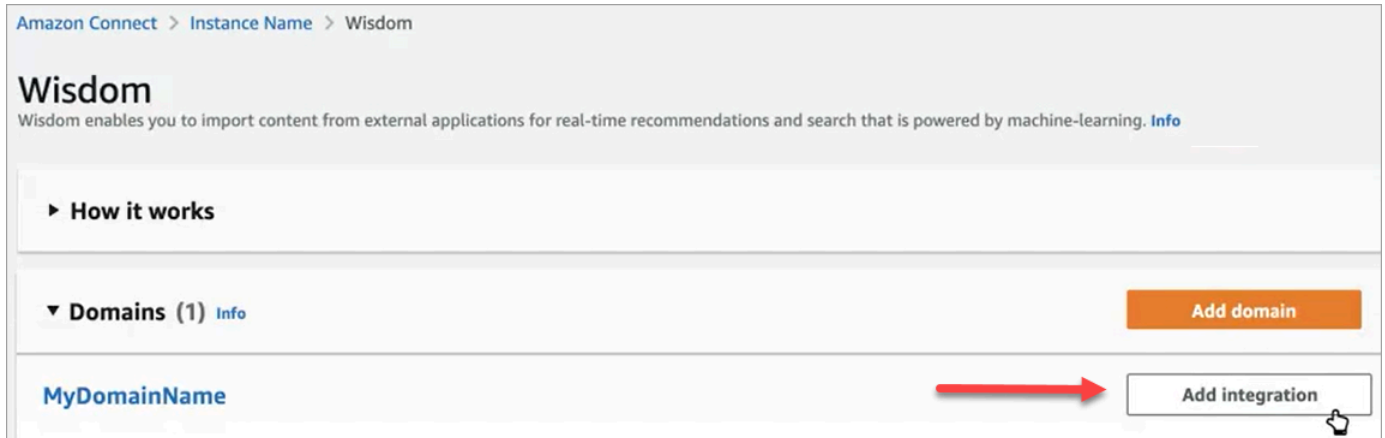 Amazon Connect > Instance Name > Wisdom
Wisdom
Wisdom enables you to import content from external applications for real-time recommendations and search that is powered by machine-learning. Info
How it works
Domains (1) Info
Add domain
MyDomainName
Add integration